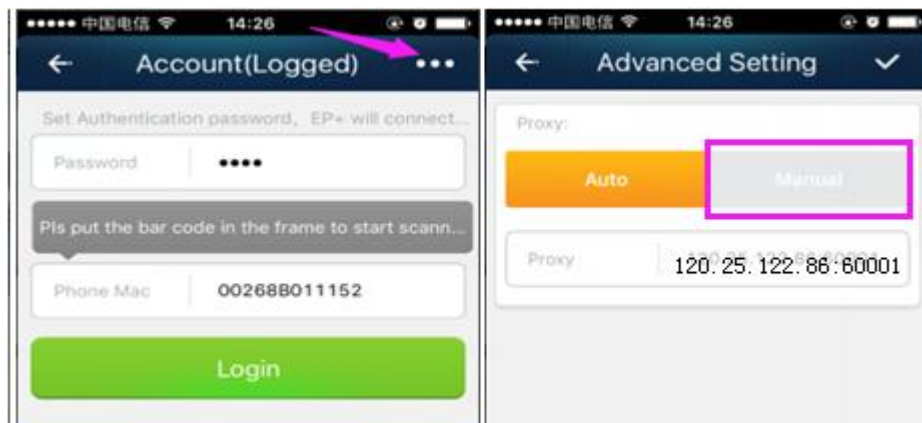 中国电信 14:26
Account(Logged)
Set Authentication password, EP+ will connect...
Password ••••
Pls put the bar code in the frame to start scann...
Phone Mac 00268B011152
Login
中国电信 14:26
Advanced Setting
Proxy:
Auto Manual
Proxy 120.25.122.86:60001